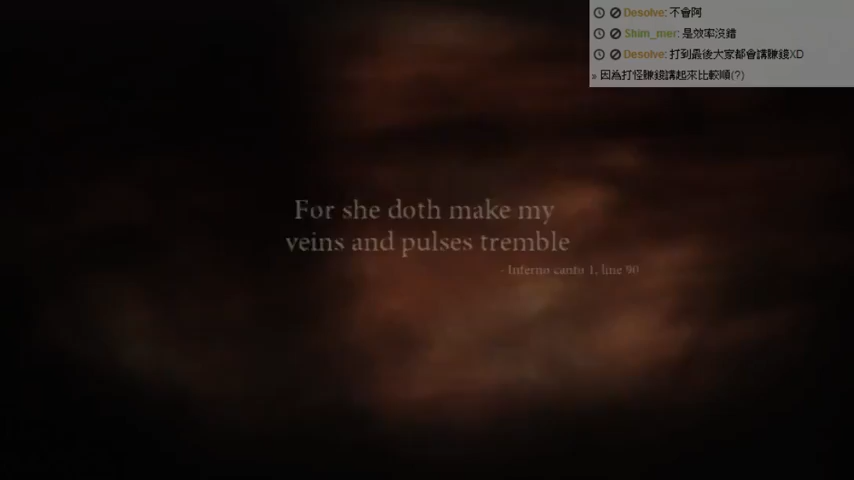 Desolve: 不會阿
Shim_mer: 是效率沒錯
Desolve: 打到最後大家都會講賺錢XD
» 因為打怪賺錢講起來比較順(?)
For she doth make my
veins and pulses tremble
- Inferno canto 1, line 90